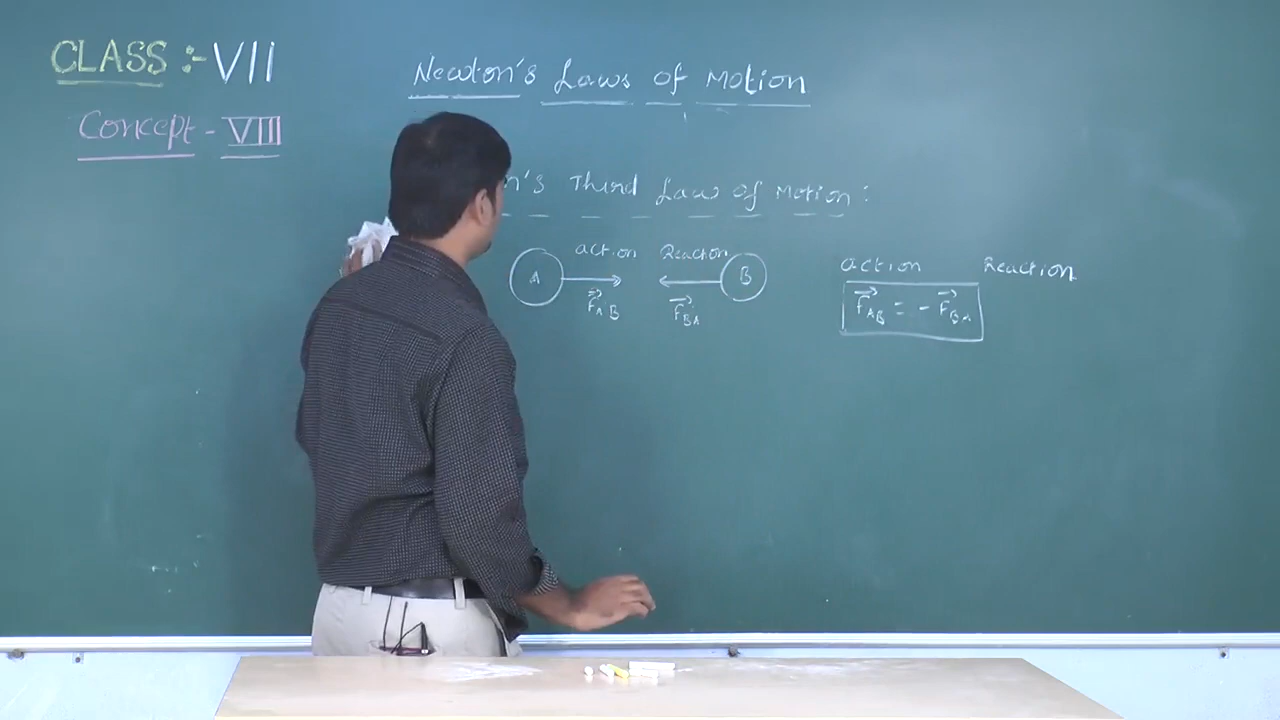 CLASS :- VII
Newton's Laws of Motion
Concept - VIII
n's Third Law of Motion :
action Reaction
A B
F⃗AB F⃗BA
action Reaction
F⃗AB = - F⃗BA